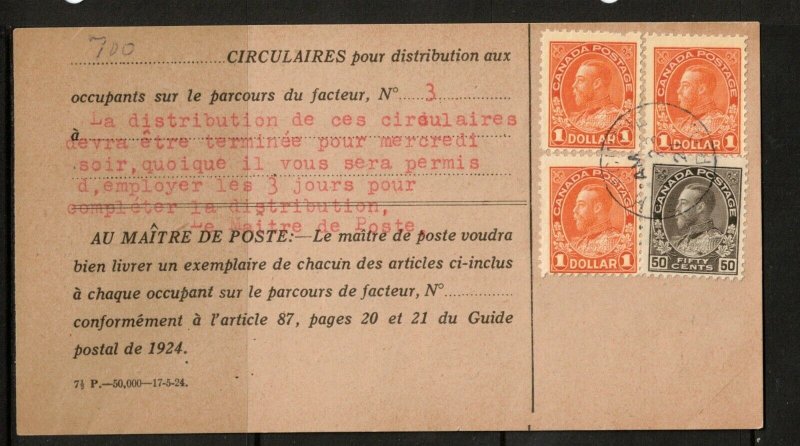 700
CIRCULAIRES pour distribution aux
occupants sur le parcours du facteur, N° 3
La distribution de ces circulaires
à
devra être terminée pour mercredi
soir,quoique il vous sera permis
d,employer les 3 jours pour
compléter la distribution,
Le Maître de Poste,
AU MAÎTRE DE POSTE:—Le maître de poste voudra
bien livrer un exemplaire de chacun des articles ci-inclus
à chaque occupant sur le parcours de facteur, N°
conformément à l'article 87, pages 20 et 21 du Guide
postal de 1924.
7½ P.—50,000—17-5-24.
CANADA POSTAGE
1 DOLLAR 1
CANADA POSTAGE
1 DOLLAR 1
CANADA POSTAGE
1 DOLLAR 1
CANADA POSTAGE
50 FIFTY CENTS 50
AM